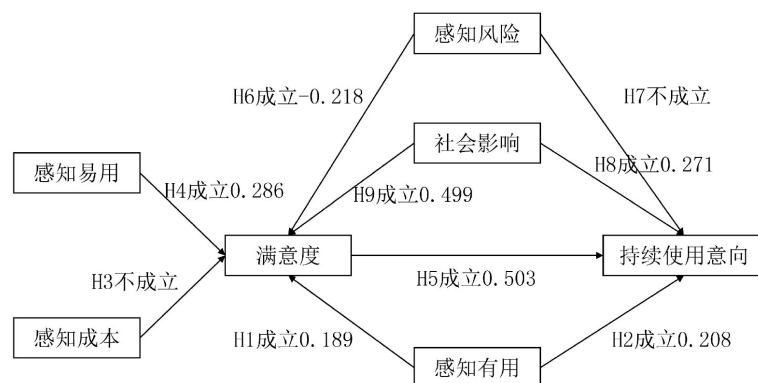 感知风险
H6成立-0.218
H7不成立
社会影响
感知易用
H4成立0.286
H9成立0.499
H8成立0.271
满意度
持续使用意向
H3不成立
H5成立0.503
感知成本
H1成立0.189
H2成立0.208
感知有用